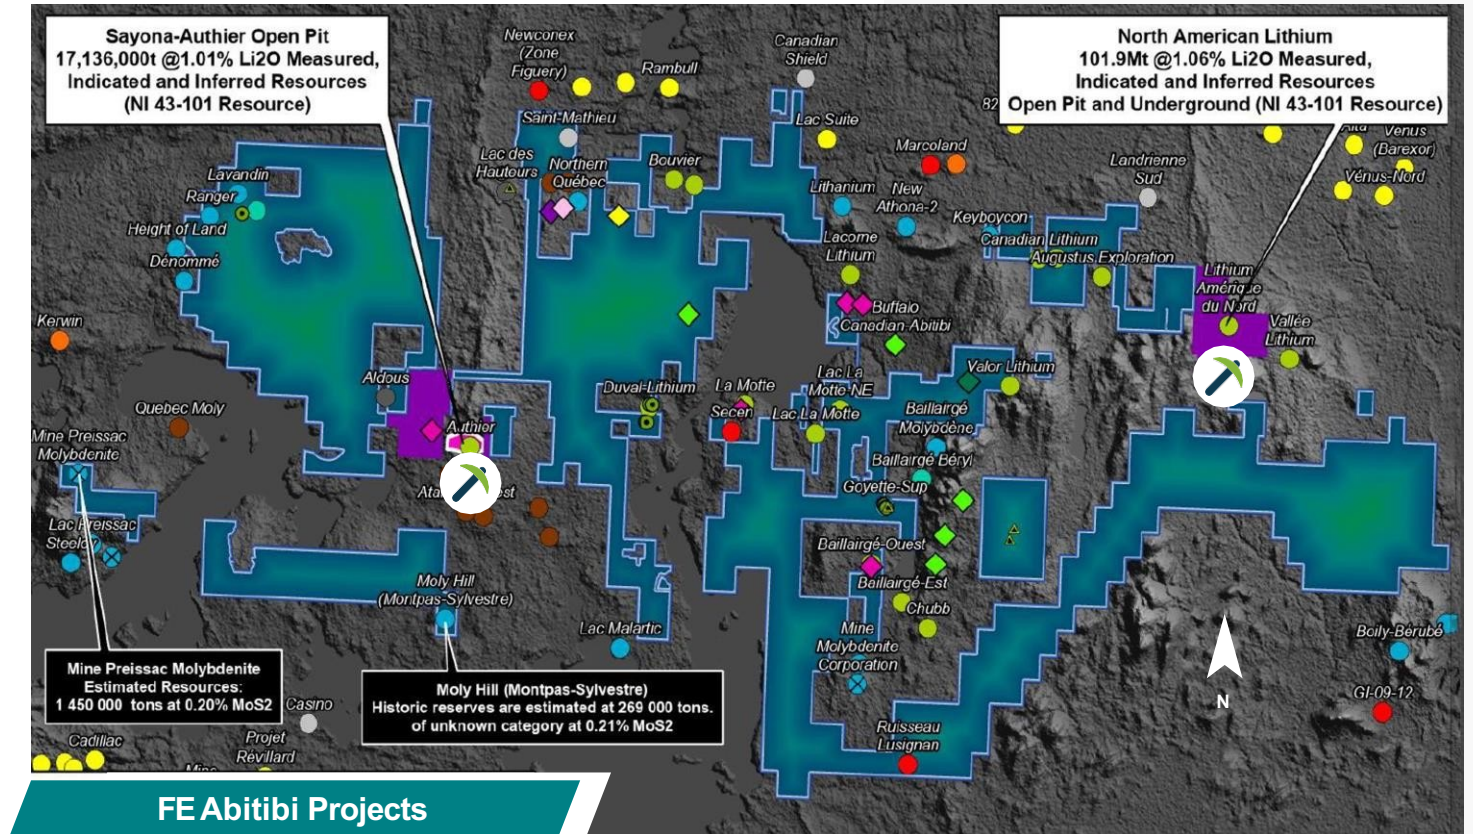 Sayona-Authier Open Pit
17,136,000t @1.01% Li2O Measured,
Indicated and Inferred Resources
(NI 43-101 Resource)
North American Lithium
101.9Mt @1.06% Li2O Measured,
Indicated and Inferred Resources
Open Pit and Underground (NI 43-101 Resource)
Newconex
(Zone
Figuery)
Rambull
Canadian
Shield
82
Saint-Mathieu
Lac Suite
Marcoland
Venus
(Barexor)
Vénus-Nord
Landrienne
Sud
Lac des
Hauteurs
Northern
Québec
Bouvier
Lavandin
Ranger
Height of Land
Dénommé
Lithanium
New
Athona-2
Keyboycon
Lacorne
Lithium
Canadian Lithium
Augustus Exploration
Lithium
Amérique
du Nord
Vallée
Lithium
Buffalo
Canadian-Abitibi
Kerwin
Aldous
Duval-Lithium
La Motte
Secen
Lac La
Motte-NE
Lac La Motte
Valor Lithium
Baillairgé
Molybdène
Baillairgé Béryl
Goyette-Sup
Quebec Moly
Mine Preissac
Molybdenite
Authier
Lac Preissac
Baillairgé-Ouest
Baillairgé-Est
Chubb
Moly Hill
(Montpas-Sylvestre)
Lac Malartic
Mine
Molybdenite
Corporation
Boily-Bérubé
Mine Preissac Molybdenite
Estimated Resources:
1 450 000 tons at 0.20% MoS2
Moly Hill (Montpas-Sylvestre)
Historic reserves are estimated at 269 000 tons.
of unknown category at 0.21% MoS2
N
GI-09-12
Casino
Ruisseau
Lusignan
Cadillac
Projet
Révillard
Mine
FE Abitibi Projects